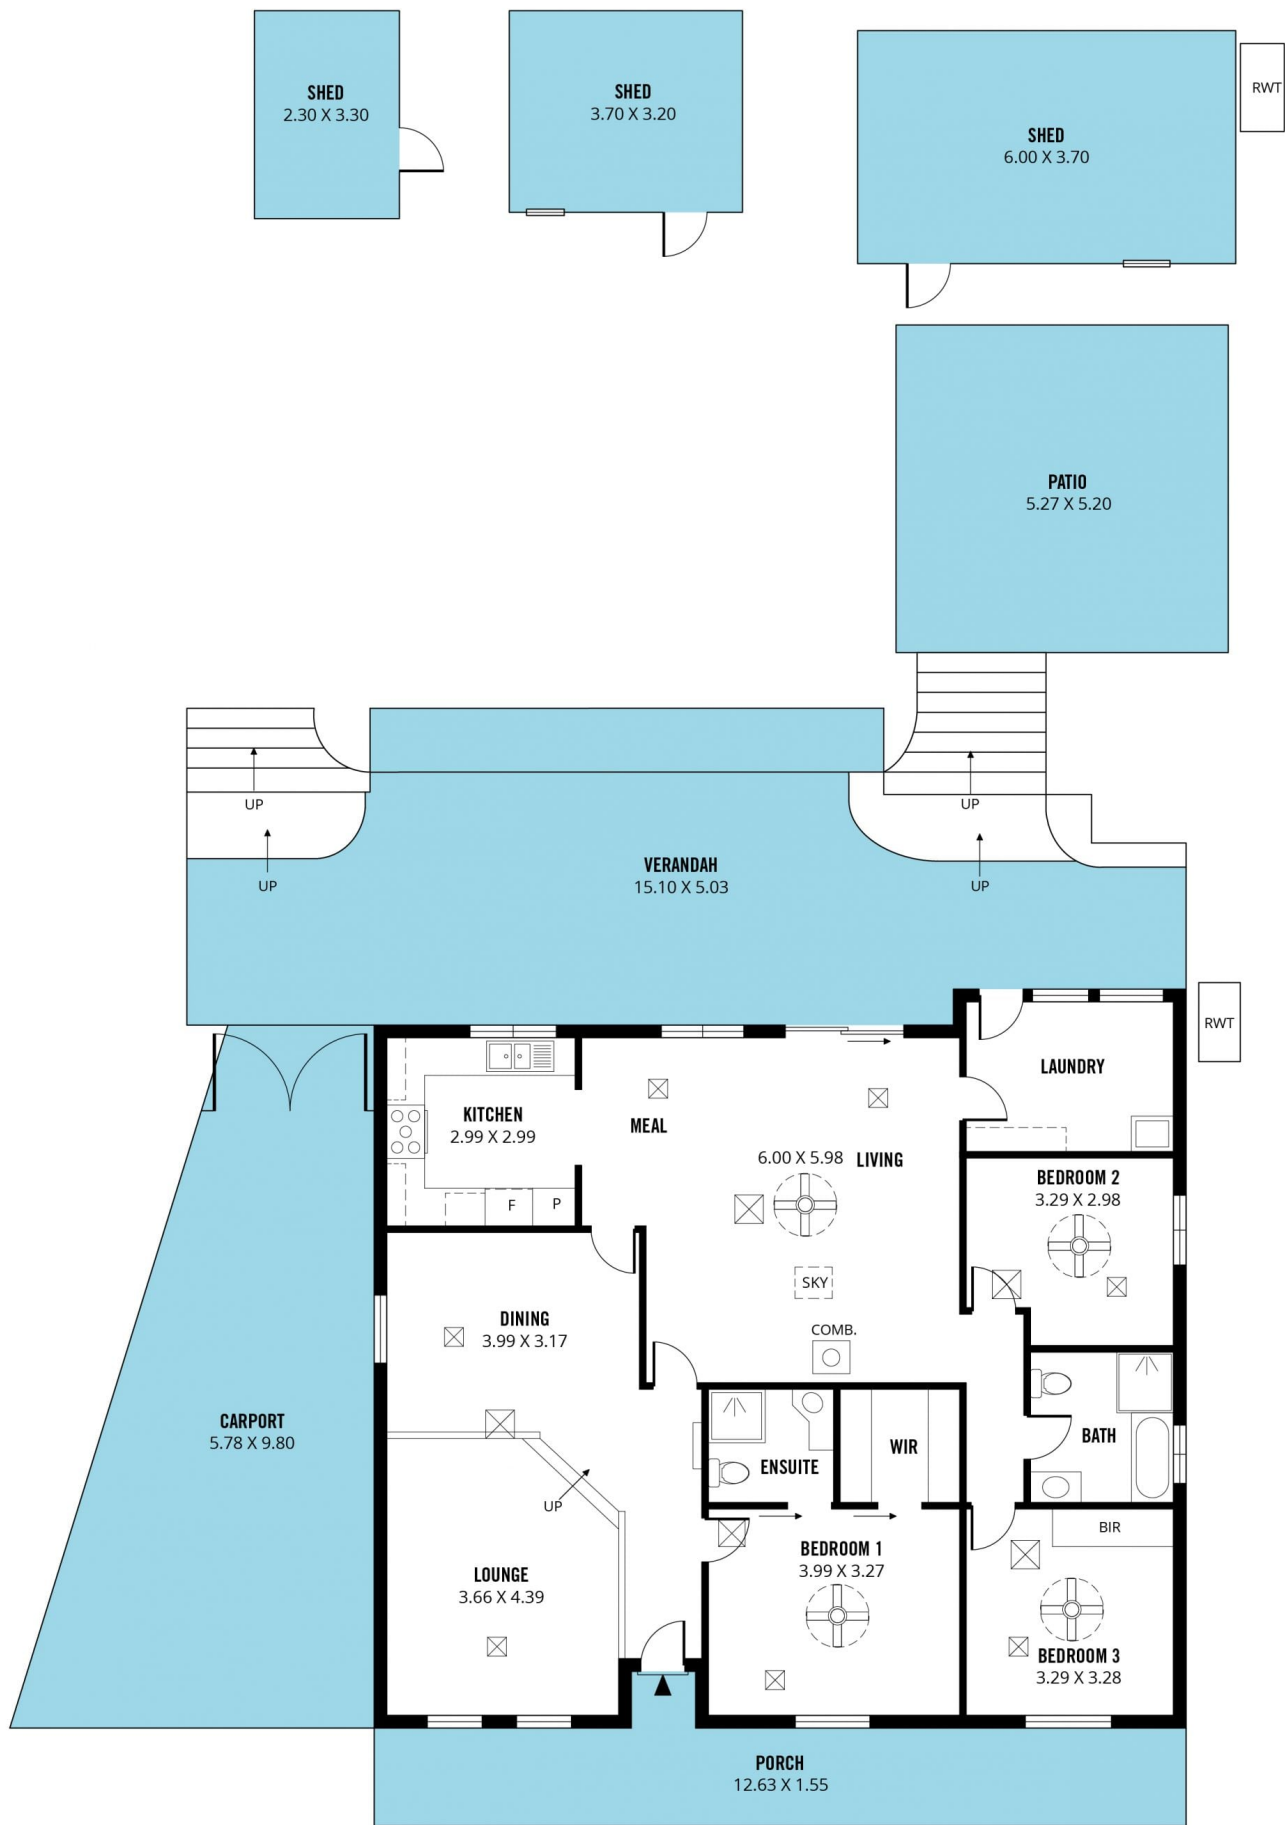 SHED
2.30 X 3.30
SHED
3.70 X 3.20
SHED
6.00 X 3.70
RWT
PATIO
5.27 X 5.20
UP
UP
UP
UP
VERANDAH
15.10 X 5.03
RWT
KITCHEN
2.99 X 2.99
F
P
MEAL
6.00 X 5.98
LIVING
LAUNDRY
BEDROOM 2
3.29 X 2.98
SKY
COMB.
DINING
3.99 X 3.17
CARPORT
5.78 X 9.80
UP
ENSUITE
WIR
BATH
LOUNGE
3.66 X 4.39
BEDROOM 1
3.99 X 3.27
BIR
BEDROOM 3
3.29 X 3.28
PORCH
12.63 X 1.55